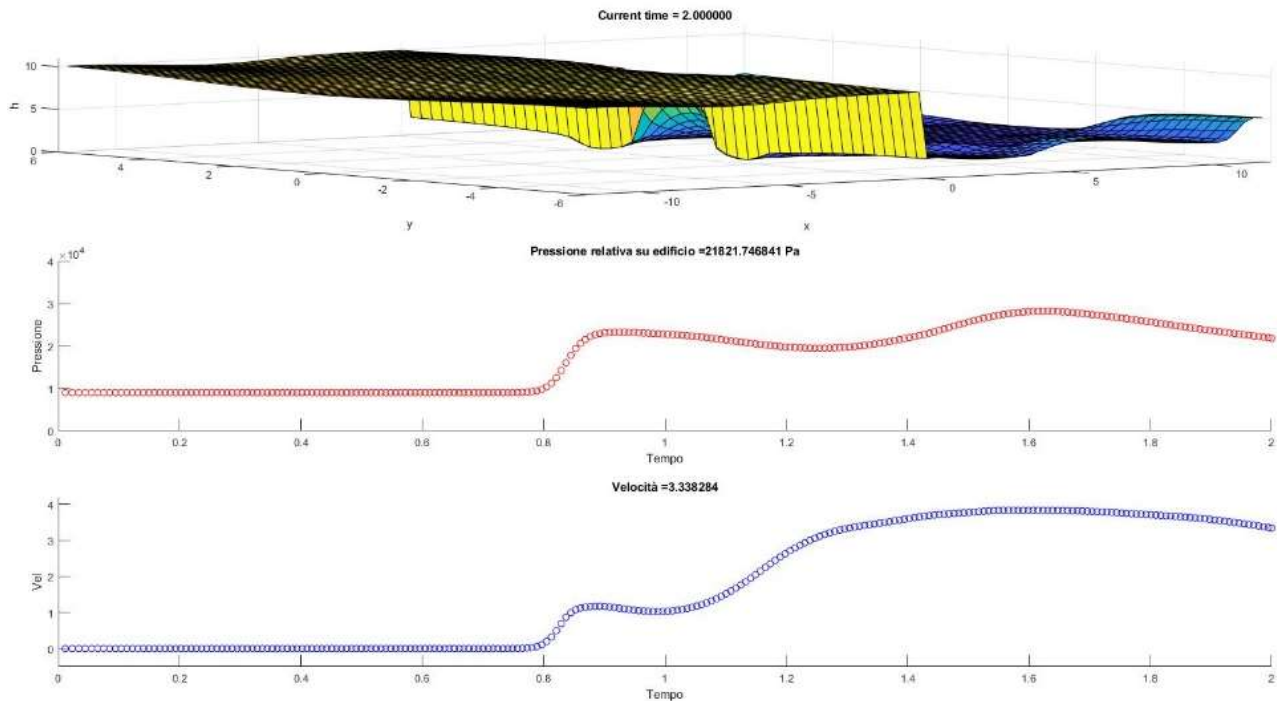 Current time = 2.000000
10
5
0
h
6
4
2
0
-2
-4
-6
y
-10
-5
0
5
10
x
Pressione relativa su edificio =21821.746841 Pa
×10⁴
4
3
2
1
0
Pressione
0 0.2 0.4 0.6 0.8 1 1.2 1.4 1.6 1.8 2
Tempo
Velocità =3.338284
4
3
2
1
0
Vel
0 0.2 0.4 0.6 0.8 1 1.2 1.4 1.6 1.8 2
Tempo